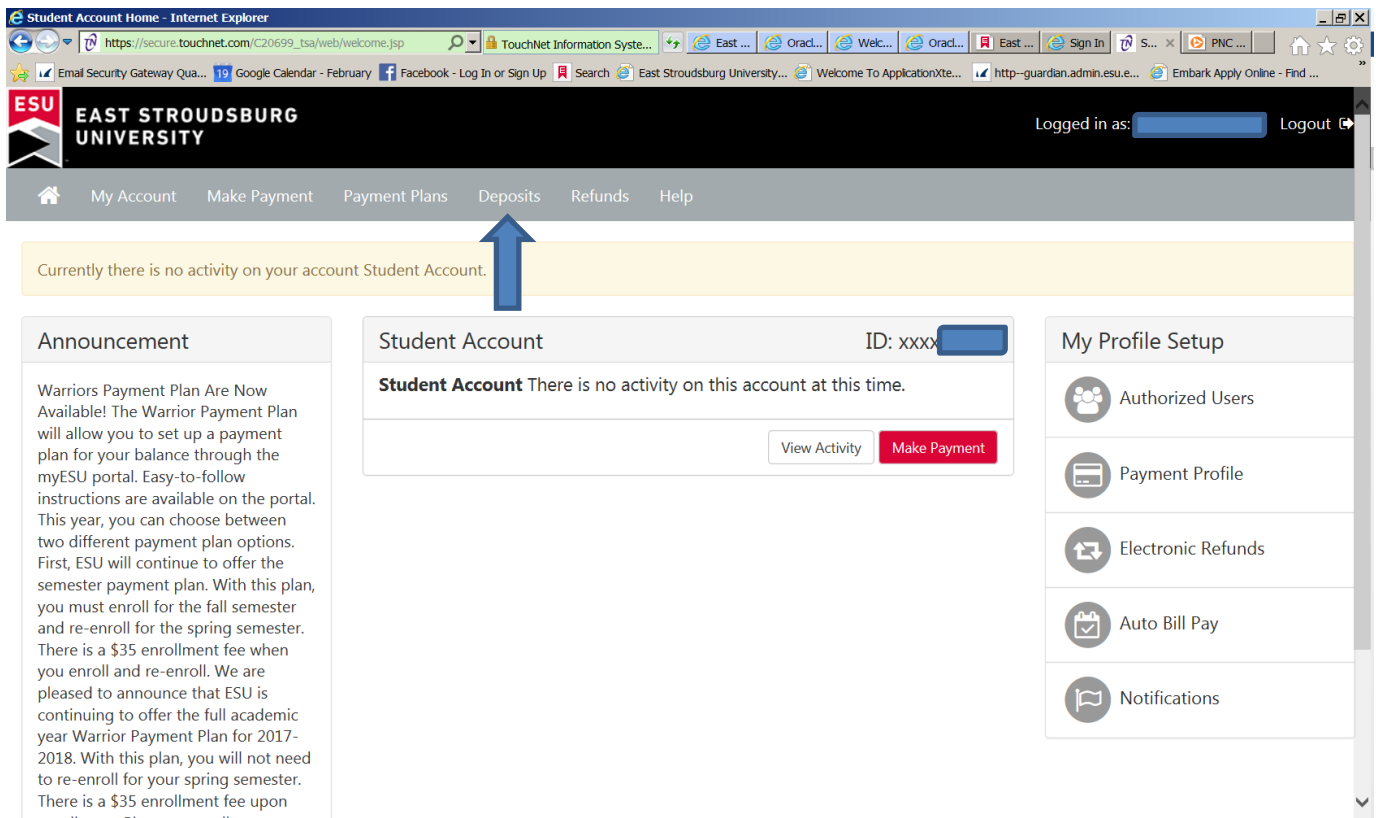 Student Account Home - Internet Explorer
https://secure.touchnet.com/C20699_tsa/web/welcome.jsp
TouchNet Information Syste...
East ...
Oracl...
Welc...
Oracl...
East ...
Sign In
S...
PNC ...
Email Security Gateway Qua...
19
Google Calendar - February
Facebook - Log In or Sign Up
Search
East Stroudsburg University...
Welcome To ApplicationXte...
http--guardian.admin.esu.e...
Embark Apply Online - Find ...
ESU
EAST STROUDSBURG
UNIVERSITY
Logged in as:
Logout
My Account
Make Payment
Payment Plans
Deposits
Refunds
Help
Currently there is no activity on your account Student Account.
Announcement
Warriors Payment Plan Are Now
Available! The Warrior Payment Plan
will allow you to set up a payment
plan for your balance through the
myESU portal. Easy-to-follow
instructions are available on the portal.
This year, you can choose between
two different payment plan options.
First, ESU will continue to offer the
semester payment plan. With this plan,
you must enroll for the fall semester
and re-enroll for the spring semester.
There is a $35 enrollment fee when
you enroll and re-enroll. We are
pleased to announce that ESU is
continuing to offer the full academic
year Warrior Payment Plan for 2017-
2018. With this plan, you will not need
to re-enroll for your spring semester.
There is a $35 enrollment fee upon
Student Account
ID: xxxx
Student Account There is no activity on this account at this time.
View Activity
Make Payment
My Profile Setup
Authorized Users
Payment Profile
Electronic Refunds
Auto Bill Pay
Notifications